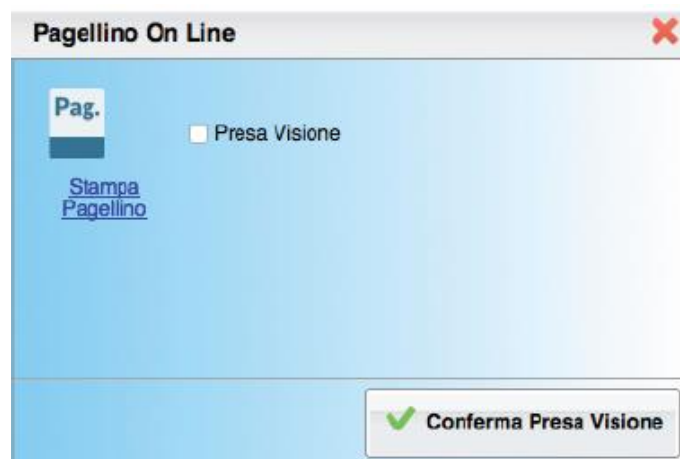 Pagellino On Line
Pag.
Presa Visione
Stampa
Pagellino
Conferma Presa Visione